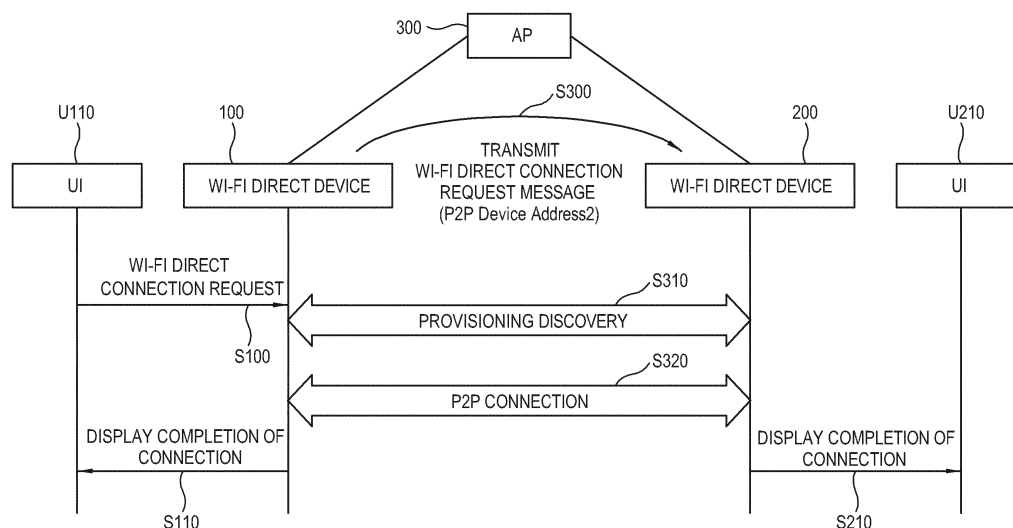 300
AP
S300
U110
100
200
U210
UI
WI-FI DIRECT DEVICE
TRANSMIT
WI-FI DIRECT CONNECTION
REQUEST MESSAGE
(P2P Device Address2)
WI-FI DIRECT DEVICE
UI
WI-FI DIRECT
CONNECTION REQUEST
S100
S310
PROVISIONING DISCOVERY
S320
P2P CONNECTION
DISPLAY COMPLETION OF
CONNECTION
S110
DISPLAY COMPLETION OF
CONNECTION
S210